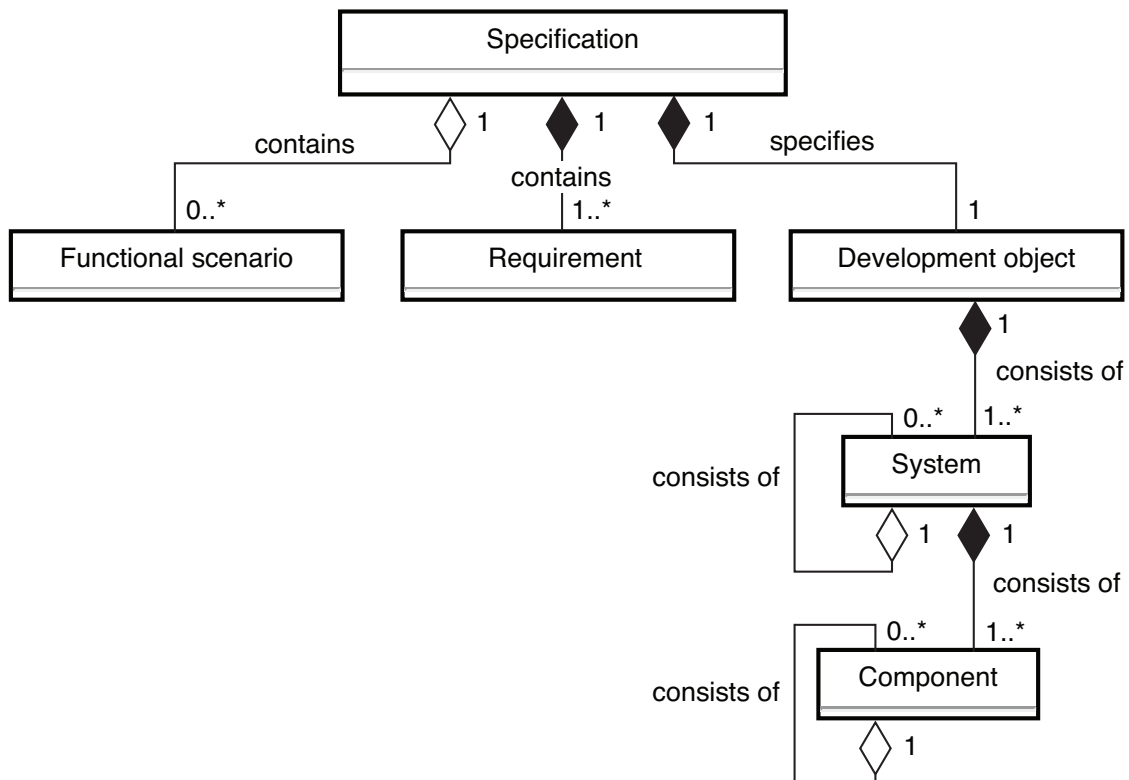 Specification
1
1
1
contains
contains
specifies
0..*
1..*
1
Functional scenario
Requirement
Development object
1
consists of
0..*
1..*
consists of
System
1
1
consists of
0..*
1..*
consists of
Component
1